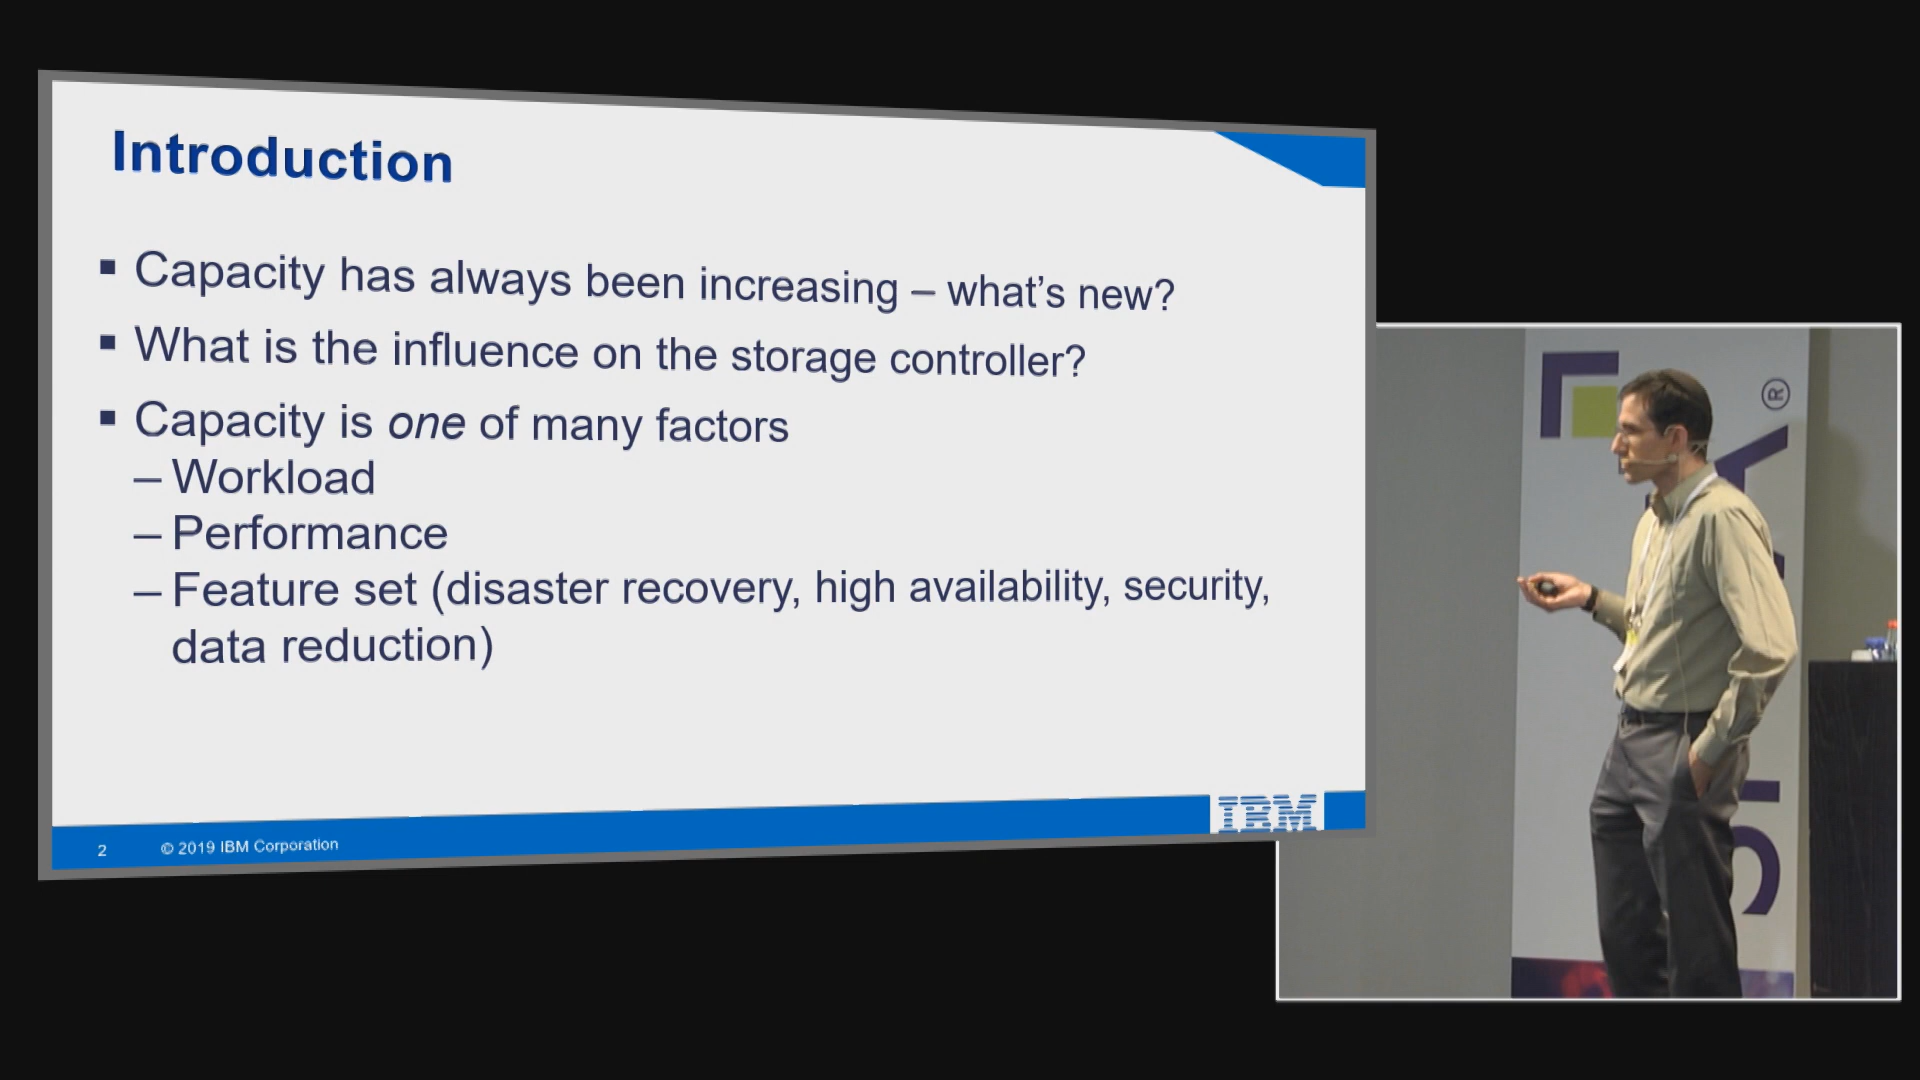 Introduction
▪ Capacity has always been increasing – what's new?
▪ What is the influence on the storage controller?
▪ Capacity is one of many factors
– Workload
– Performance
– Feature set (disaster recovery, high availability, security,
data reduction)
2 © 2019 IBM Corporation
IBM
®